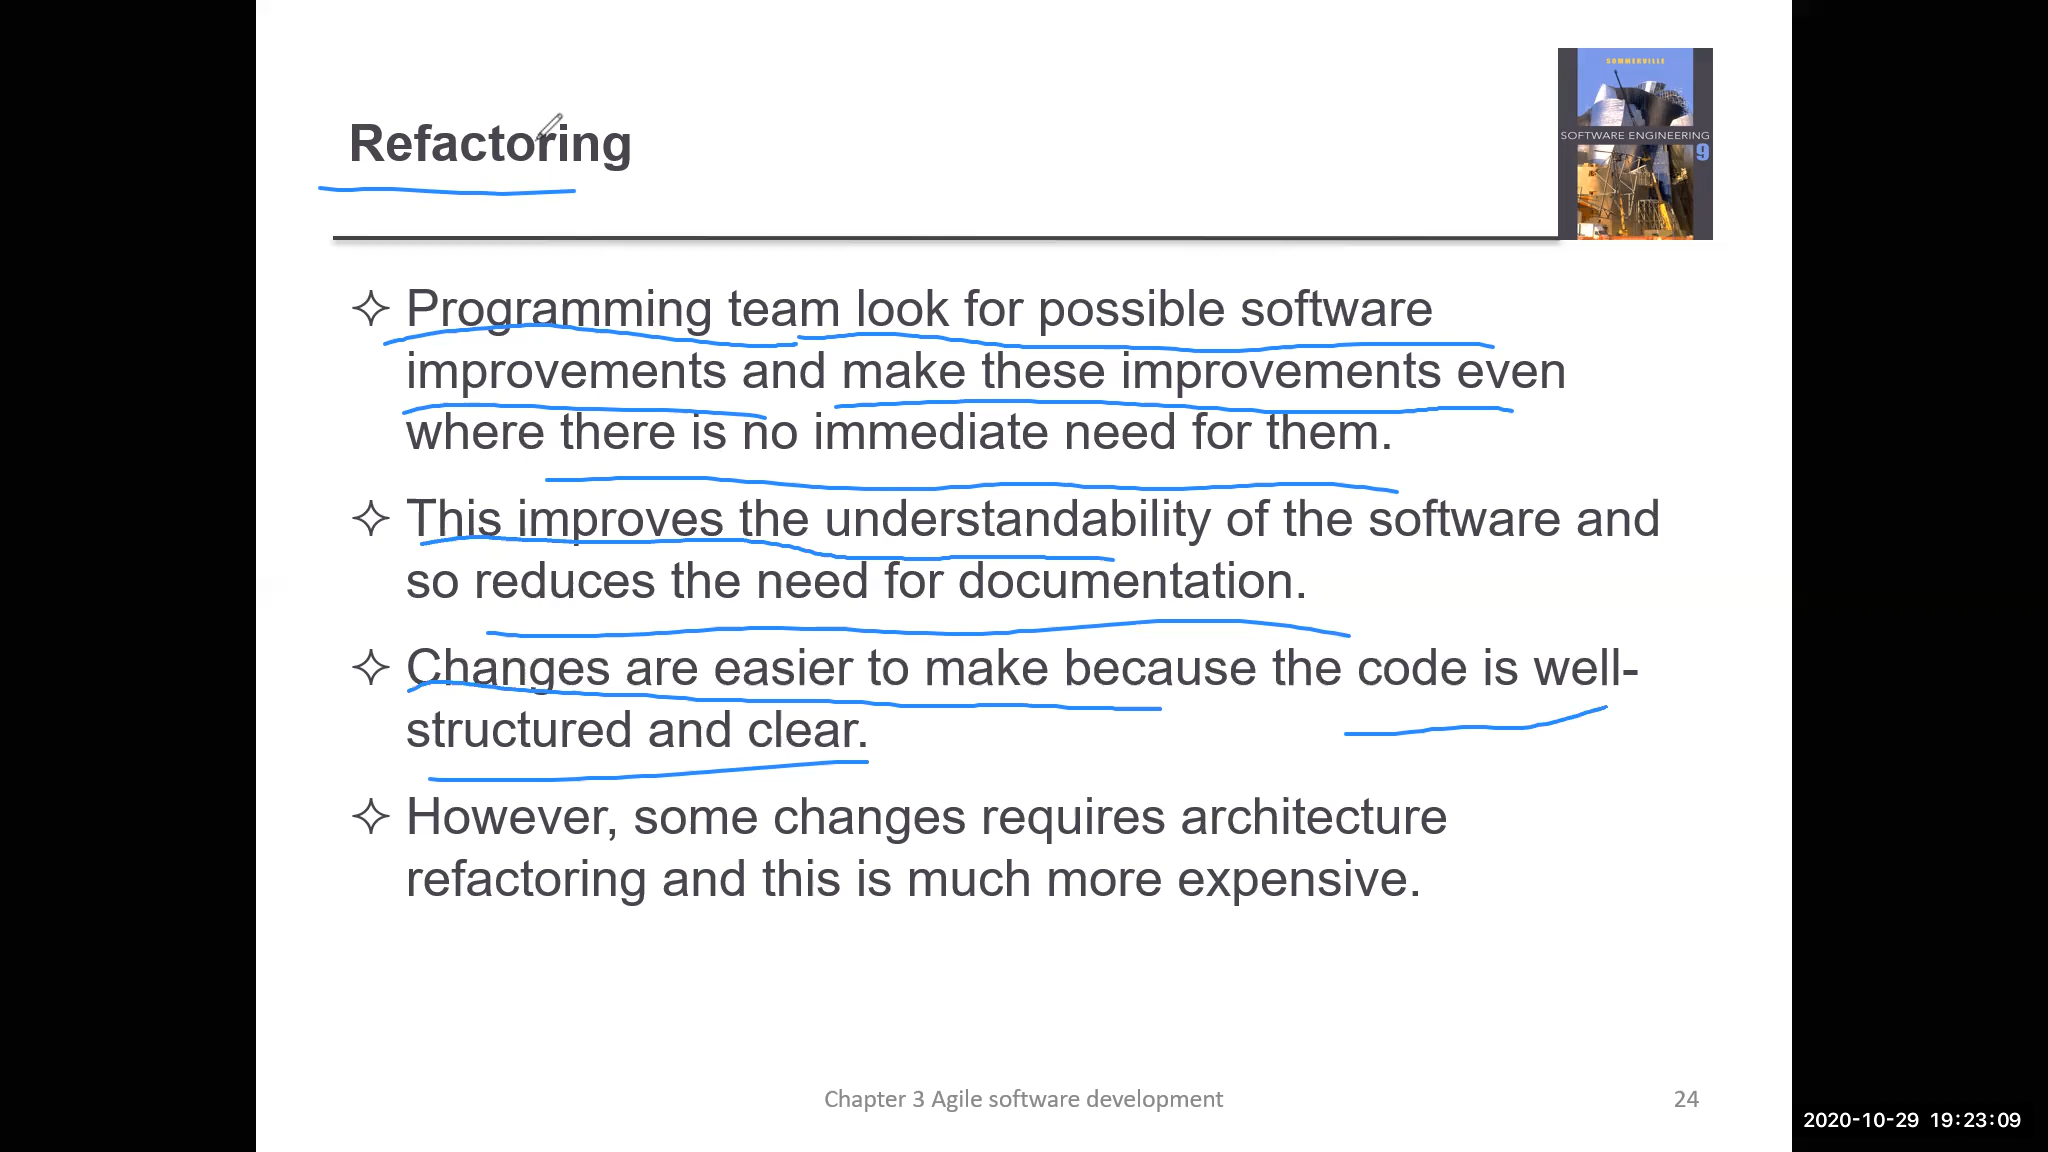 SOMMERVILLE
SOFTWARE ENGINEERING
9
Refactoring
✧ Programming team look for possible software
improvements and make these improvements even
where there is no immediate need for them.
✧ This improves the understandability of the software and
so reduces the need for documentation.
✧ Changes are easier to make because the code is well-
structured and clear.
✧ However, some changes requires architecture
refactoring and this is much more expensive.
Chapter 3 Agile software development
24
2020-10-29 19:23:09